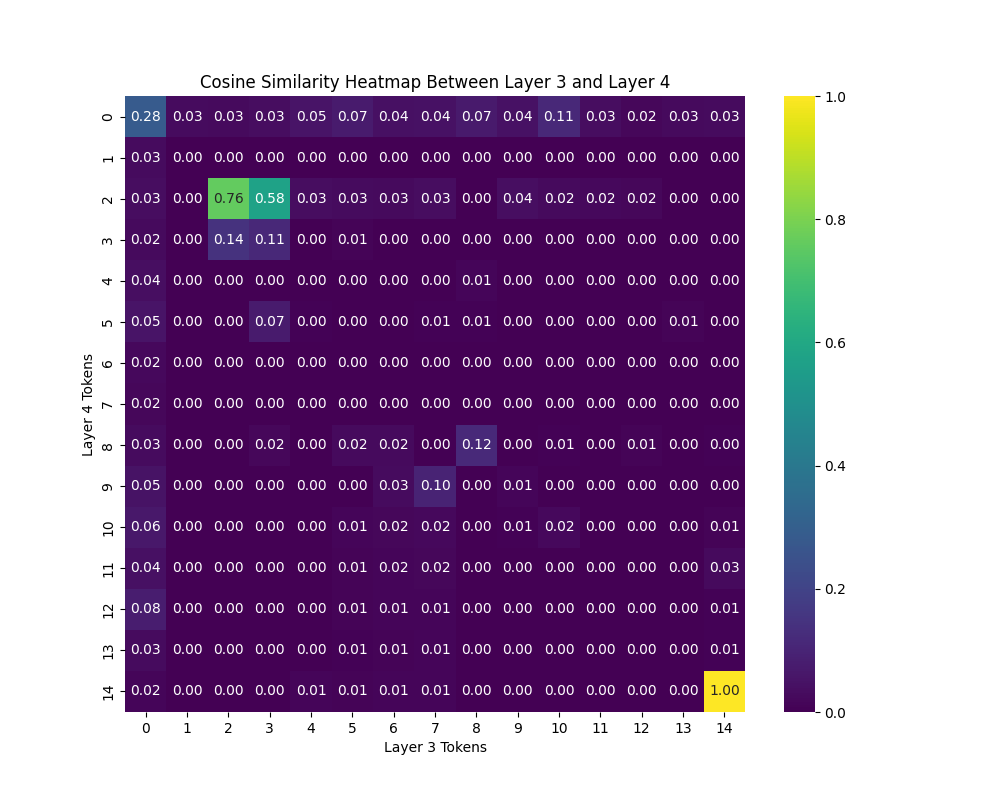 Cosine Similarity Heatmap Between Layer 3 and Layer 4
0 0.28 0.03 0.03 0.03 0.05 0.07 0.04 0.04 0.07 0.04 0.11 0.03 0.02 0.03 0.03
1 0.03 0.00 0.00 0.00 0.00 0.00 0.00 0.00 0.00 0.00 0.00 0.00 0.00 0.00 0.00
2 0.03 0.00 0.76 0.58 0.03 0.03 0.03 0.03 0.00 0.04 0.02 0.02 0.02 0.00 0.00
3 0.02 0.00 0.14 0.11 0.00 0.01 0.00 0.00 0.00 0.00 0.00 0.00 0.00 0.00 0.00
4 0.04 0.00 0.00 0.00 0.00 0.00 0.00 0.00 0.01 0.00 0.00 0.00 0.00 0.00 0.00
5 0.05 0.00 0.00 0.07 0.00 0.00 0.00 0.01 0.01 0.00 0.00 0.00 0.00 0.01 0.00
6 0.02 0.00 0.00 0.00 0.00 0.00 0.00 0.00 0.00 0.00 0.00 0.00 0.00 0.00 0.00
7 0.02 0.00 0.00 0.00 0.00 0.00 0.00 0.00 0.00 0.00 0.00 0.00 0.00 0.00 0.00
8 0.03 0.00 0.00 0.02 0.00 0.02 0.02 0.00 0.12 0.00 0.01 0.00 0.01 0.00 0.00
9 0.05 0.00 0.00 0.00 0.00 0.00 0.03 0.10 0.00 0.01 0.00 0.00 0.00 0.00 0.00
10 0.06 0.00 0.00 0.00 0.00 0.01 0.02 0.02 0.00 0.01 0.02 0.00 0.00 0.00 0.01
11 0.04 0.00 0.00 0.00 0.00 0.01 0.02 0.02 0.00 0.00 0.00 0.00 0.00 0.00 0.03
12 0.08 0.00 0.00 0.00 0.00 0.01 0.01 0.01 0.00 0.00 0.00 0.00 0.00 0.00 0.01
13 0.03 0.00 0.00 0.00 0.00 0.01 0.01 0.01 0.00 0.00 0.00 0.00 0.00 0.00 0.01
14 0.02 0.00 0.00 0.00 0.01 0.01 0.01 0.01 0.00 0.00 0.00 0.00 0.00 0.00 1.00
0 1 2 3 4 5 6 7 8 9 10 11 12 13 14
Layer 3 Tokens
Layer 4 Tokens
1.0
0.8
0.6
0.4
0.2
0.0